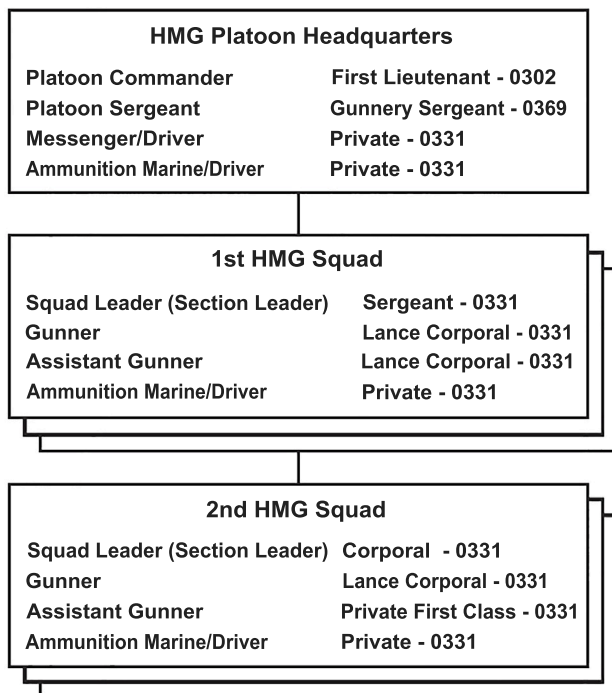 HMG Platoon Headquarters
Platoon Commander First Lieutenant - 0302
Platoon Sergeant Gunnery Sergeant - 0369
Messenger/Driver Private - 0331
Ammunition Marine/Driver Private - 0331
1st HMG Squad
Squad Leader (Section Leader) Sergeant - 0331
Gunner Lance Corporal - 0331
Assistant Gunner Lance Corporal - 0331
Ammunition Marine/Driver Private - 0331
2nd HMG Squad
Squad Leader (Section Leader) Corporal - 0331
Gunner Lance Corporal - 0331
Assistant Gunner Private First Class - 0331
Ammunition Marine/Driver Private - 0331